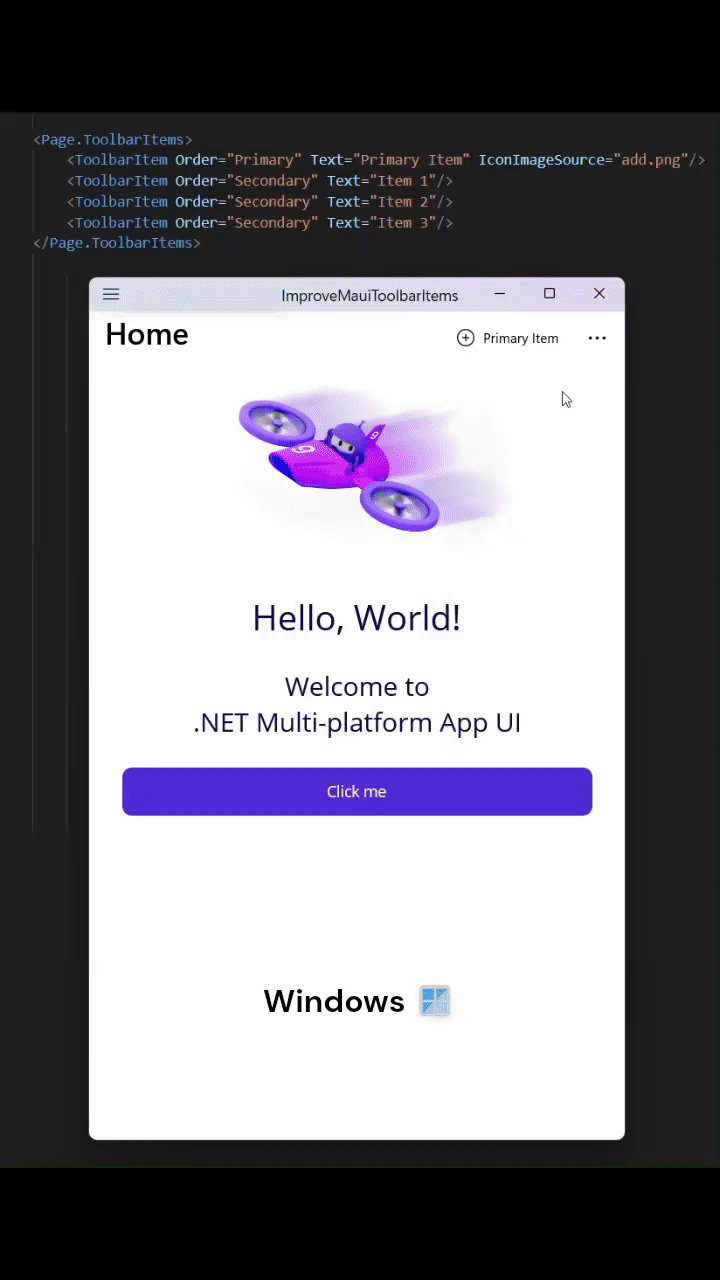 <Page.ToolbarItems>
<ToolbarItem Order="Primary" Text="Primary Item" IconImageSource="add.png"/>
<ToolbarItem Order="Secondary" Text="Item 1"/>
<ToolbarItem Order="Secondary" Text="Item 2"/>
<ToolbarItem Order="Secondary" Text="Item 3"/>
</Page.ToolbarItems>
ImproveMauiToolbarItems
Home
Primary Item
9
9
Hello, World!
Welcome to
.NET Multi-platform App UI
Click me
Windows